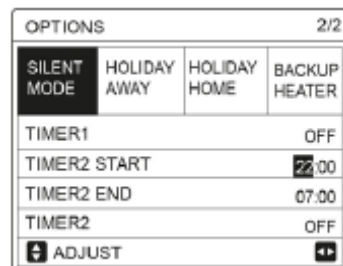 OPTIONS 2/2
SILENT MODE HOLIDAY AWAY HOLIDAY HOME BACKUP HEATER
TIMER1 OFF
TIMER2 START 22:00
TIMER2 END 07:00
TIMER2 OFF
ADJUST